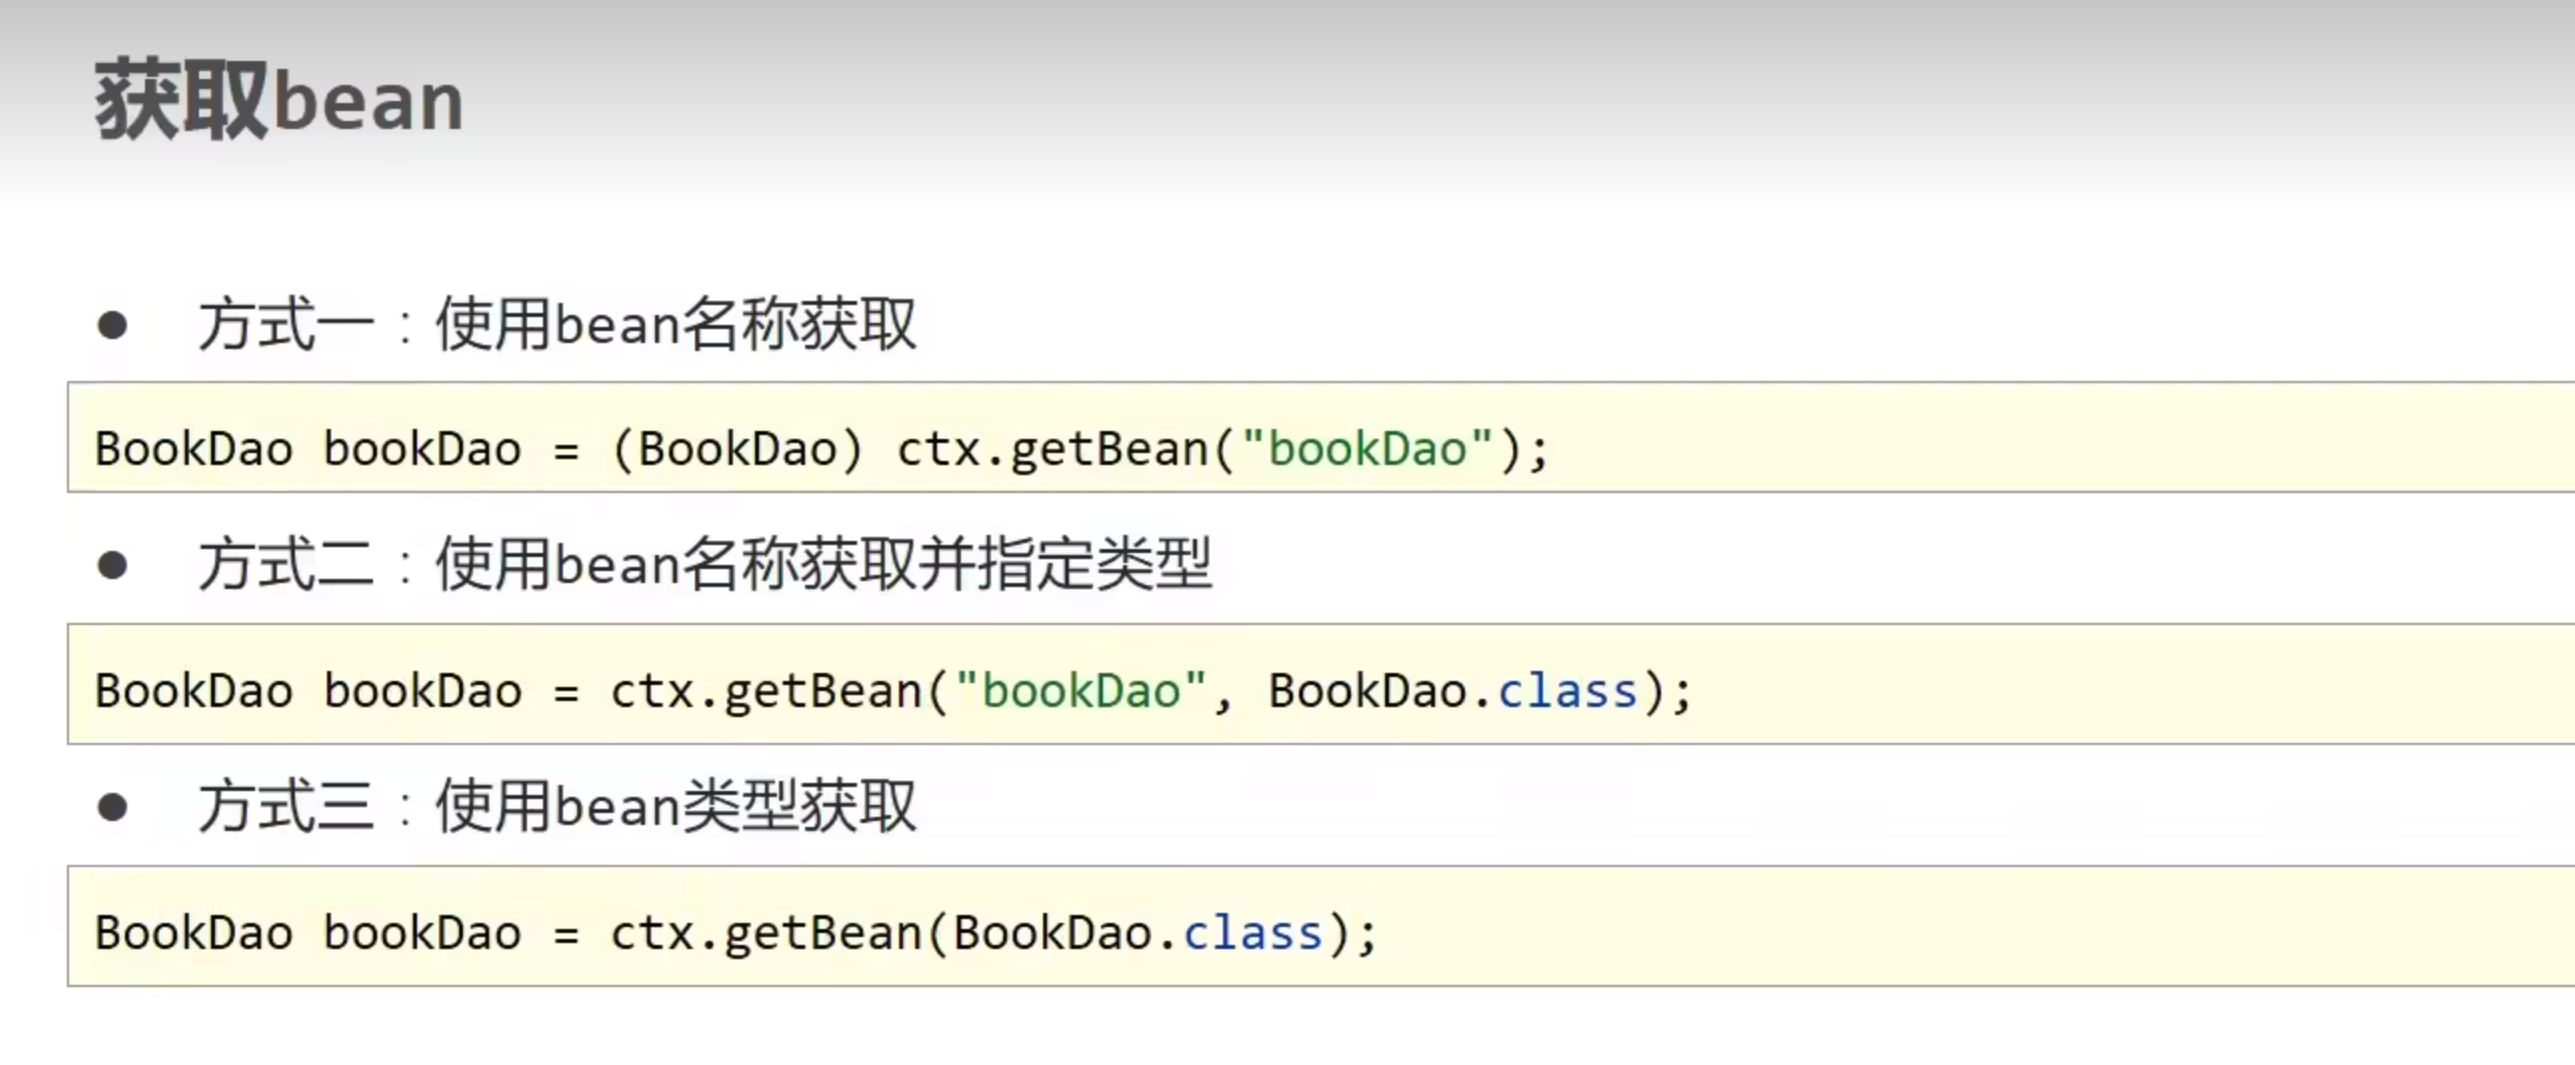 获取bean
● 方式一：使用bean名称获取
BookDao bookDao = (BookDao) ctx.getBean("bookDao");
● 方式二：使用bean名称获取并指定类型
BookDao bookDao = ctx.getBean("bookDao", BookDao.class);
● 方式三：使用bean类型获取
BookDao bookDao = ctx.getBean(BookDao.class);